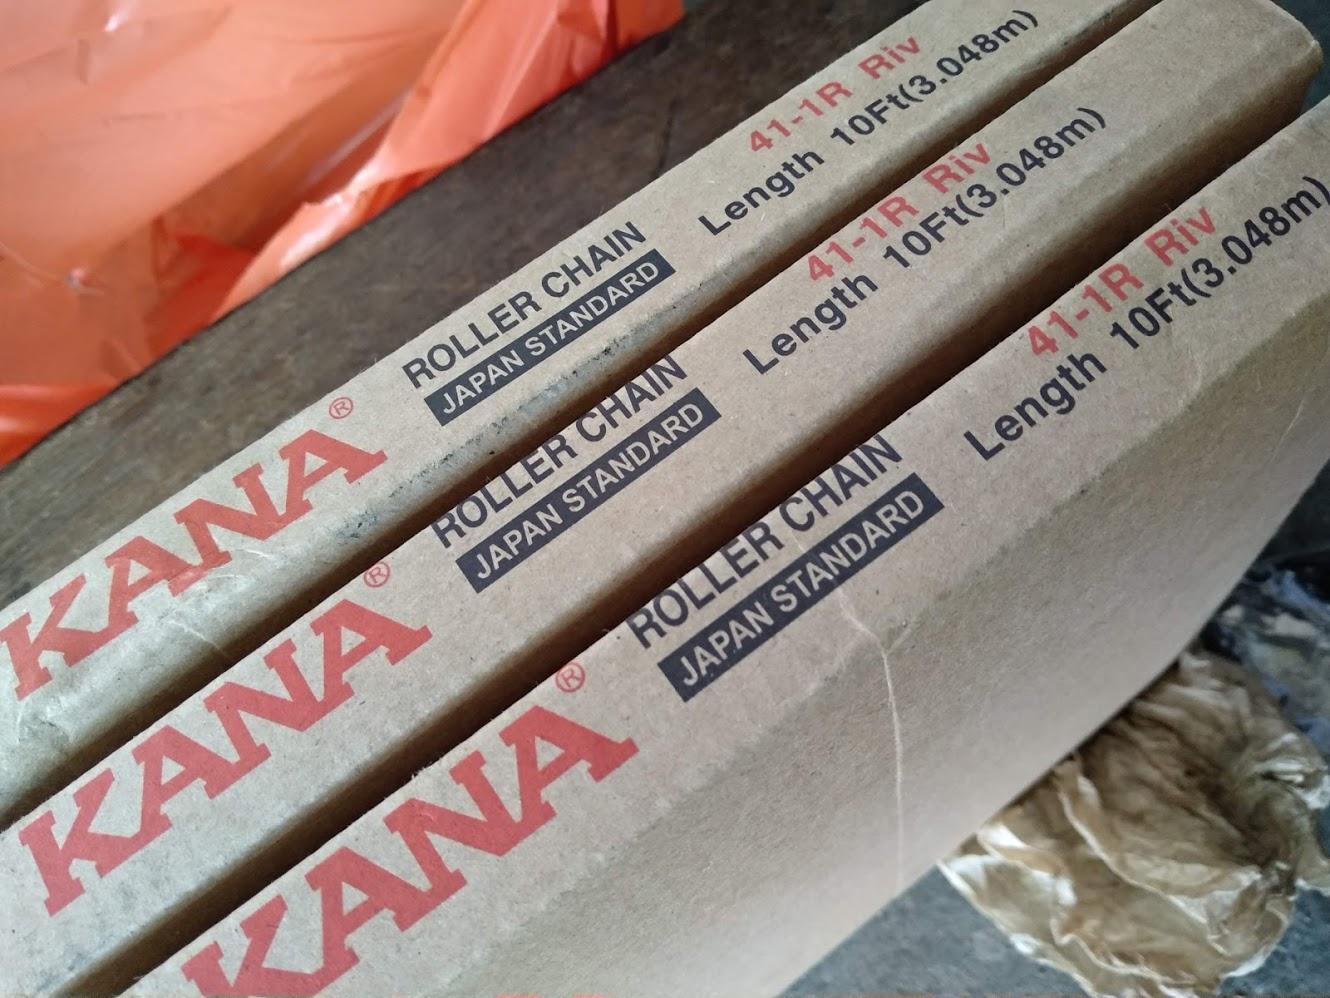 KANA®
ROLLER CHAIN
JAPAN STANDARD
41-1R Riv
Length 10Ft(3.048m)
KANA®
ROLLER CHAIN
JAPAN STANDARD
41-1R Riv
Length 10Ft(3.048m)
KANA®
ROLLER CHAIN
JAPAN STANDARD
41-1R Riv
Length 10Ft(3.048m)